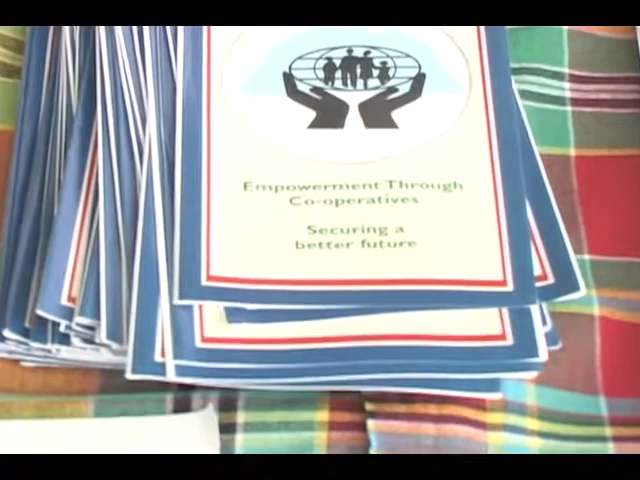 Empowerment Through
Co-operatives
Securing a
better future